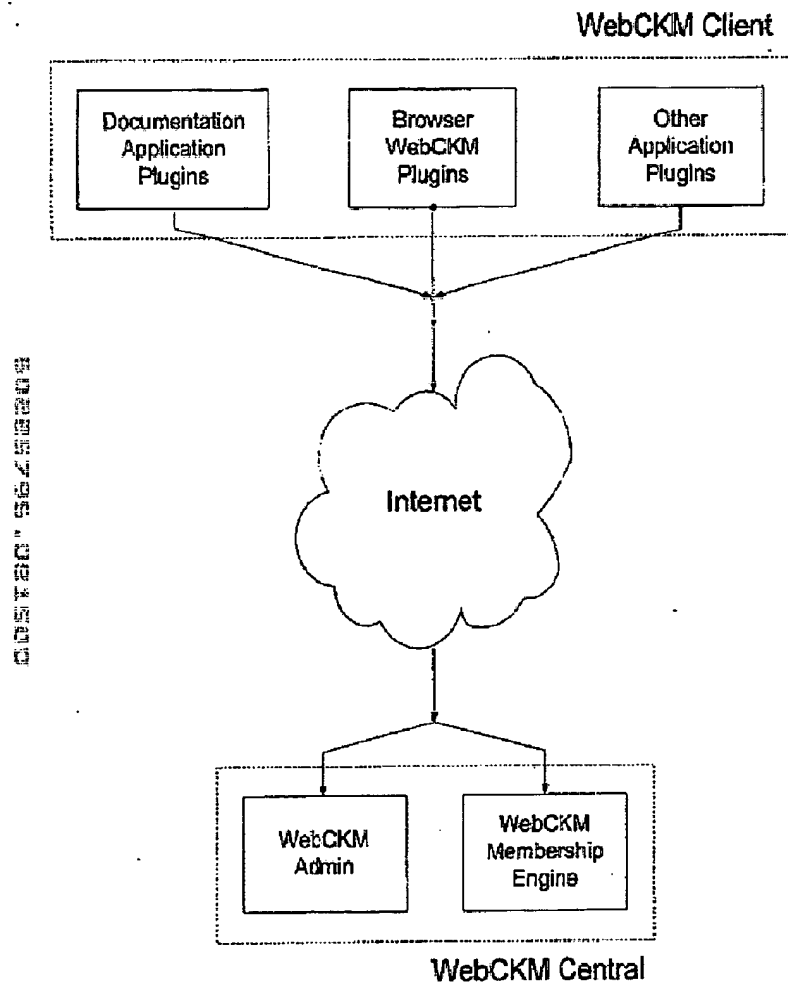 WebCKM Client
Documentation
Application
Plugins
Browser
WebCKM
Plugins
Other
Application
Plugins
Internet
WebCKM
Admin
WebCKM
Membership
Engine
WebCKM Central